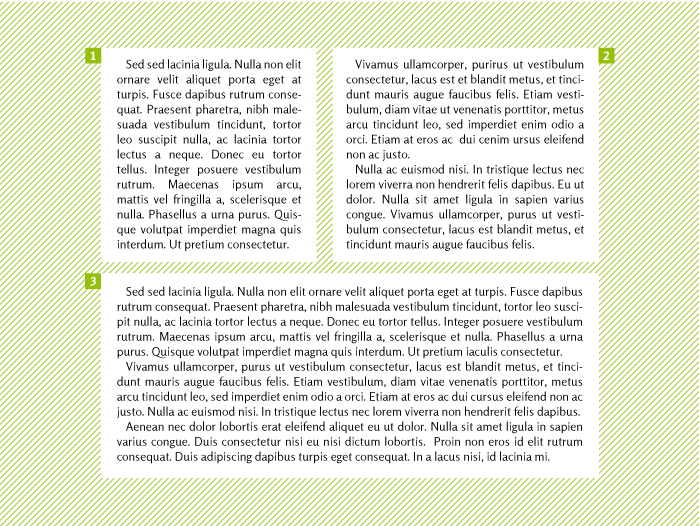 1
Sed sed lacinia ligula. Nulla non elit
ornare velit aliquet porta eget at
turpis. Fusce dapibus rutrum conse-
quat. Praesent pharetra, nibh male-
suada vestibulum tincidunt, tortor
leo suscipit nulla, ac lacinia tortor
lectus a neque. Donec eu tortor
tellus. Integer posuere vestibulum
rutrum. Maecenas ipsum arcu,
mattis vel fringilla a, scelerisque et
nulla. Phasellus a urna purus. Quis-
que volutpat imperdiet magna quis
interdum. Ut pretium consectetur.
2
Vivamus ullamcorper, purirus ut vestibulum
consectetur, lacus est et blandit metus, et tinci-
dunt mauris augue faucibus felis. Etiam vesti-
bulum, diam vitae ut venenatis porttitor, metus
arcu tincidunt leo, sed imperdiet enim odio a
orci. Etiam at eros ac dui cenim ursus eleifend
non ac justo.
Nulla ac euismod nisi. In tristique lectus nec
lorem viverra non hendrerit felis dapibus. Eu ut
dolor. Nulla sit amet ligula in sapien varius
congue. Vivamus ullamcorper, purus ut vesti-
bulum consectetur, lacus est blandit metus, et
tincidunt mauris augue faucibus felis.
3
Sed sed lacinia ligula. Nulla non elit ornare velit aliquet porta eget at turpis. Fusce dapibus
rutrum consequat. Praesent pharetra, nibh malesuada vestibulum tincidunt, tortor leo susci-
pit nulla, ac lacinia tortor lectus a neque. Donec eu tortor tellus. Integer posuere vestibulum
rutrum. Maecenas ipsum arcu, mattis vel fringilla a, scelerisque et nulla. Phasellus a urna
purus. Quisque volutpat imperdiet magna quis interdum. Ut pretium iaculis consectetur.
Vivamus ullamcorper, purus ut vestibulum consectetur, lacus est blandit metus, et tinci-
dunt mauris augue faucibus felis. Etiam vestibulum, diam vitae venenatis porttitor, metus
arcu tincidunt leo, sed imperdiet enim odio a orci. Etiam at eros ac dui cursus eleifend non ac
justo. Nulla ac euismod nisi. In tristique lectus nec lorem viverra non hendrerit felis dapibus.
Aenean nec dolor lobortis erat eleifend aliquet eu ut dolor. Nulla sit amet ligula in sapien
varius congue. Duis consectetur nisi eu nisi dictum lobortis. Proin non eros id elit rutrum
consequat. Duis adipiscing dapibus turpis eget consequat. In a lacus nisi, id lacinia mi.